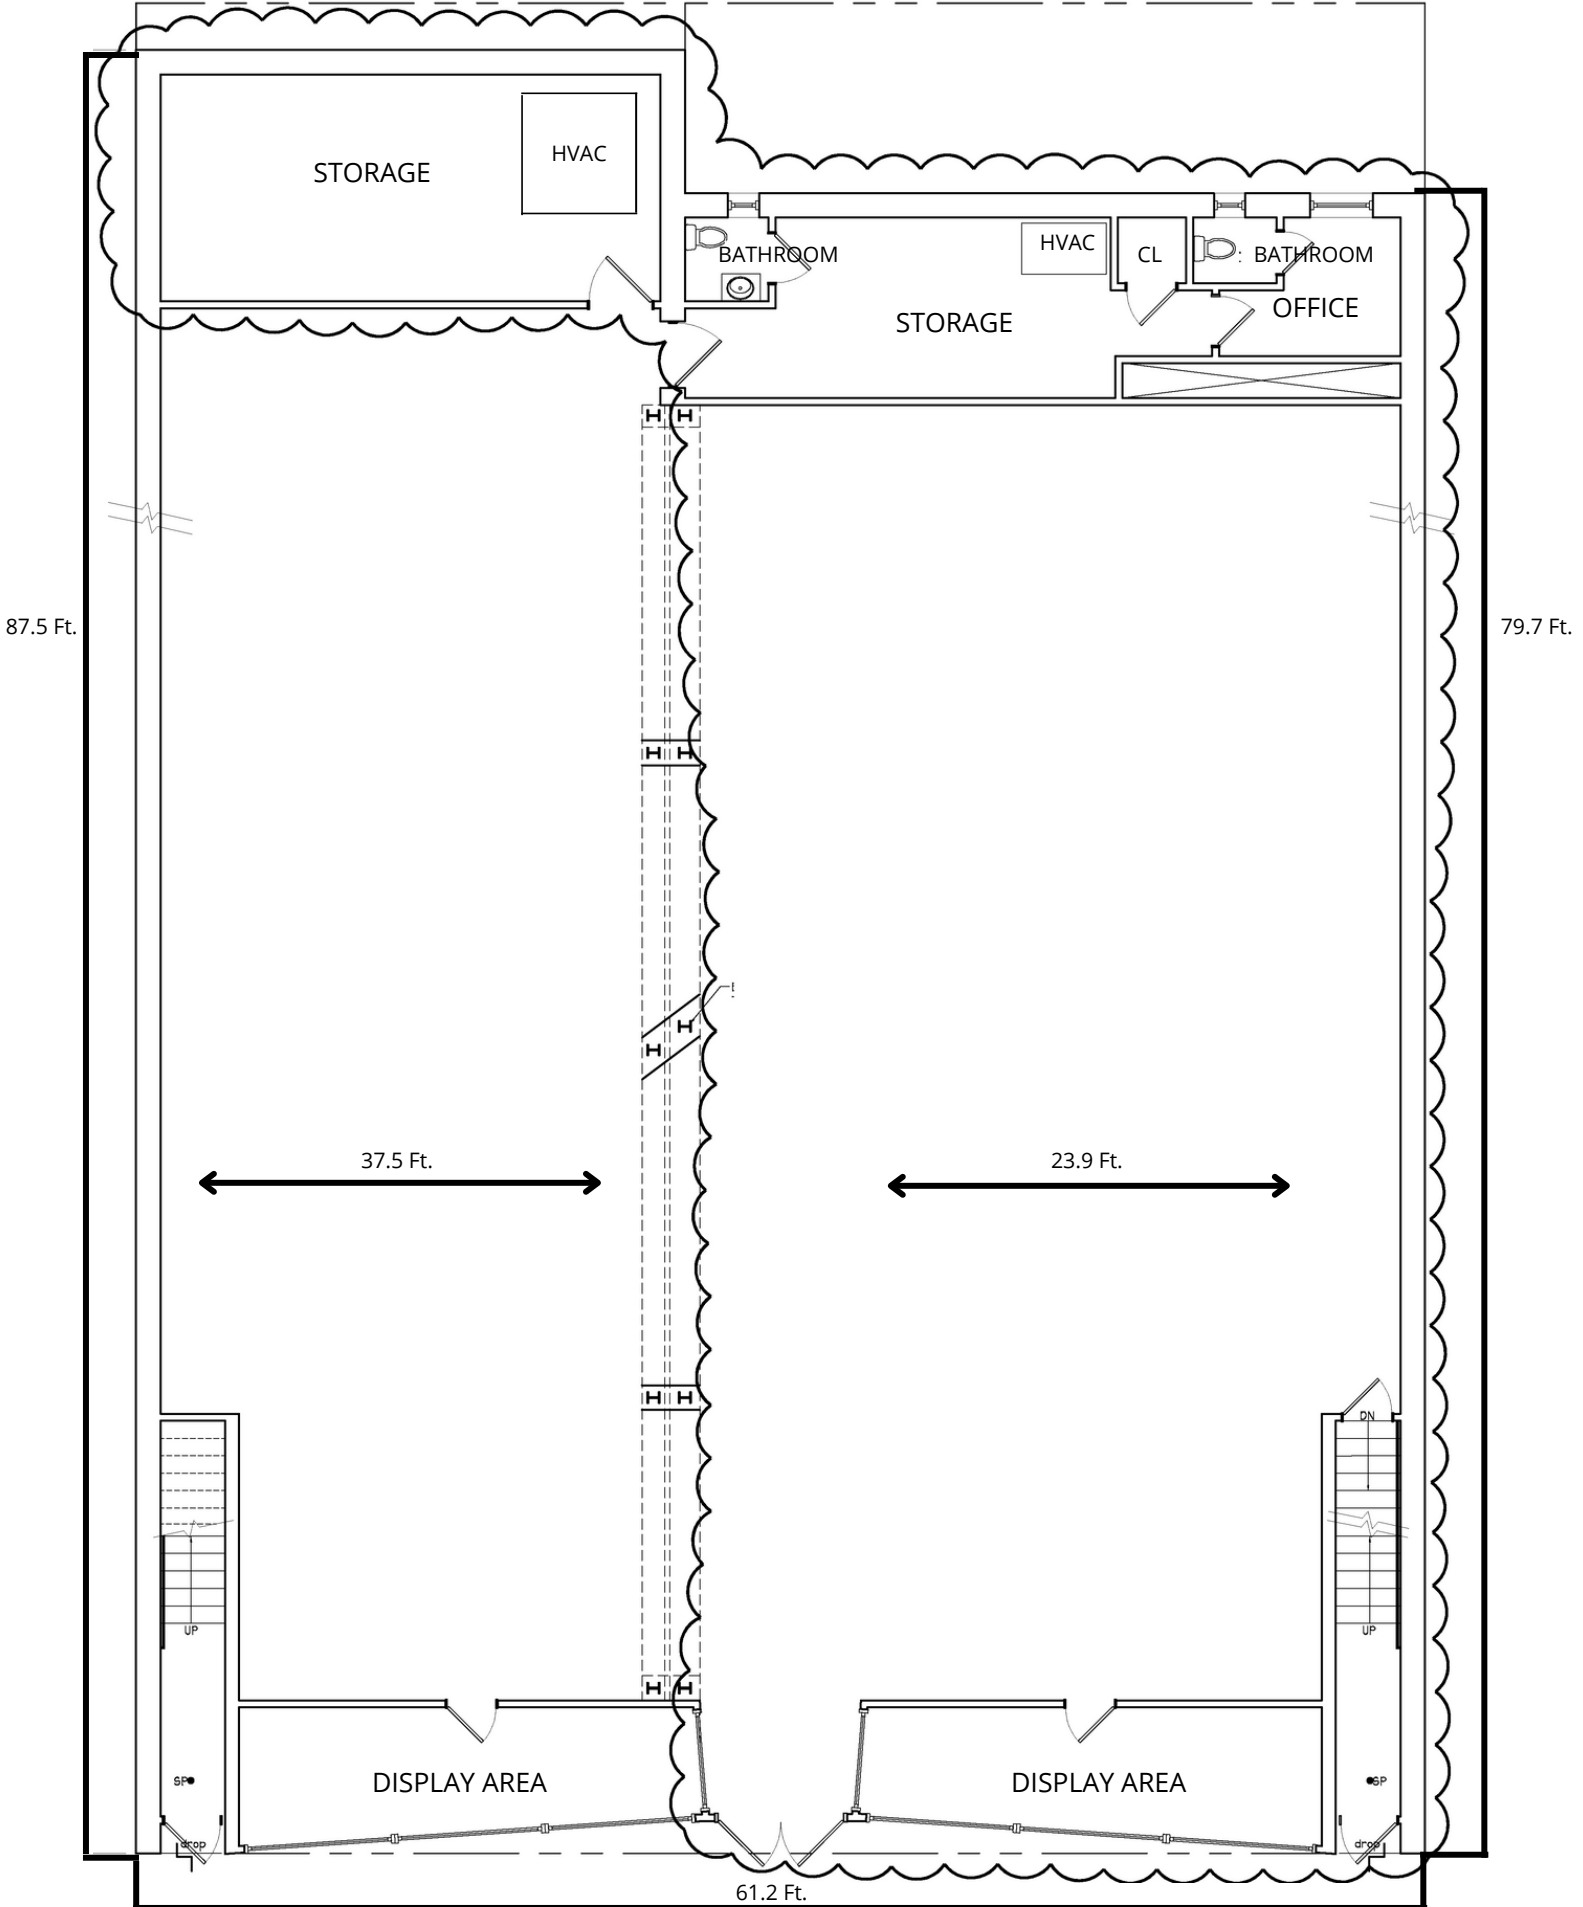 HVAC
STORAGE
HVAC
BATHROOM
CL
: BATHROOM
OFFICE
STORAGE
87.5 Ft.
79.7 Ft.
37.5 Ft.
23.9 Ft.
DN
UP
UP
SP
DISPLAY AREA
DISPLAY AREA
SP
drop
drop
61.2 Ft.